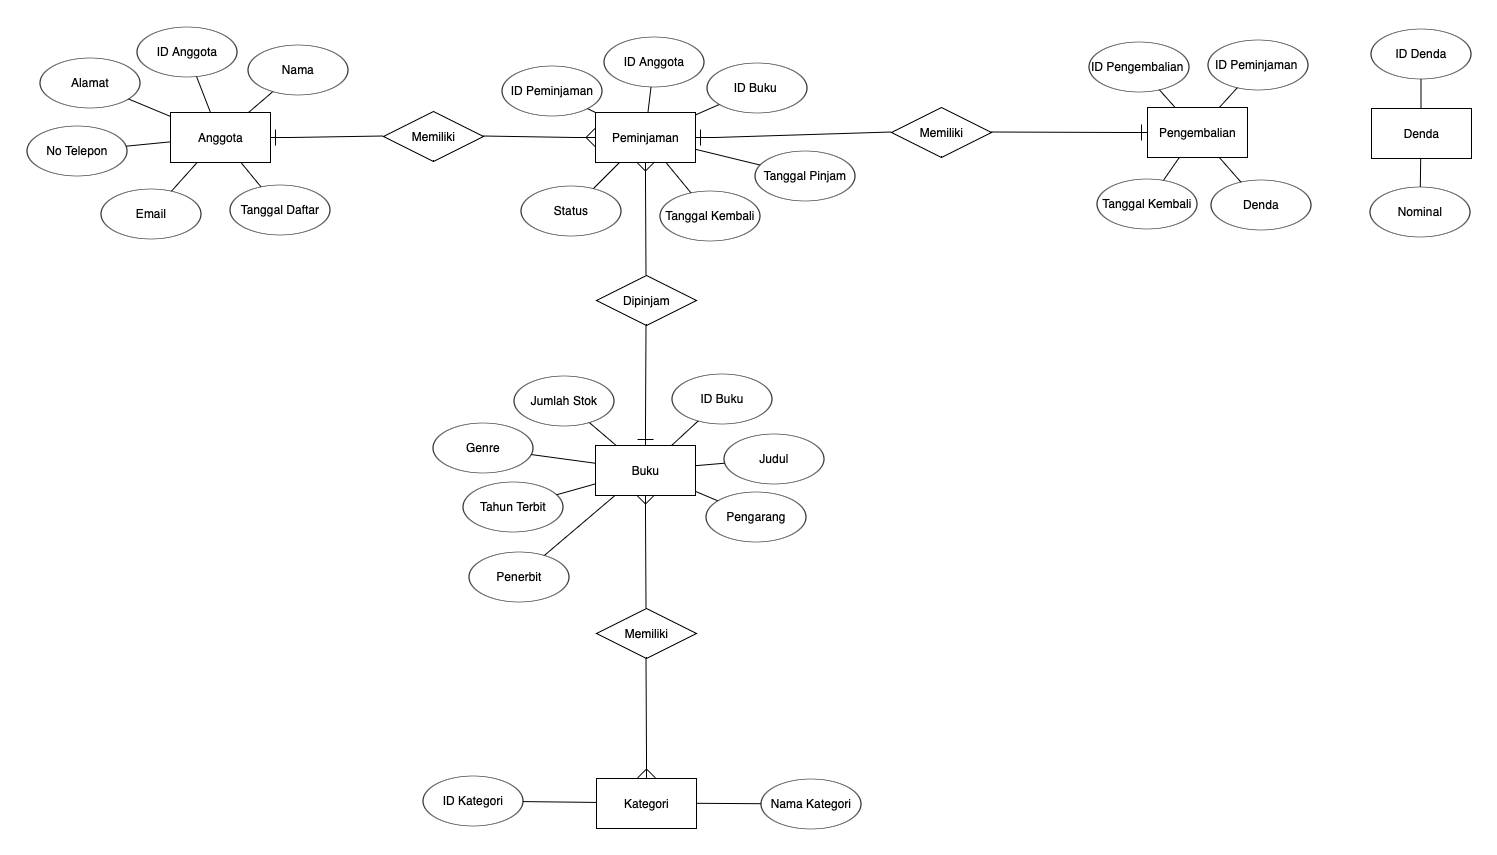 ID Anggota
Alamat
Nama
No Telepon
Anggota
Email
Tanggal Daftar
Memiliki
ID Peminjaman
ID Anggota
ID Buku
Peminjaman
Status
Tanggal Kembali
Tanggal Pinjam
Memiliki
ID Pengembalian
ID Peminjaman
Pengembalian
Tanggal Kembali
Denda
ID Denda
Denda
Nominal
Dipinjam
Jumlah Stok
ID Buku
Genre
Buku
Judul
Tahun Terbit
Pengarang
Penerbit
Memiliki
ID Kategori
Kategori
Nama Kategori